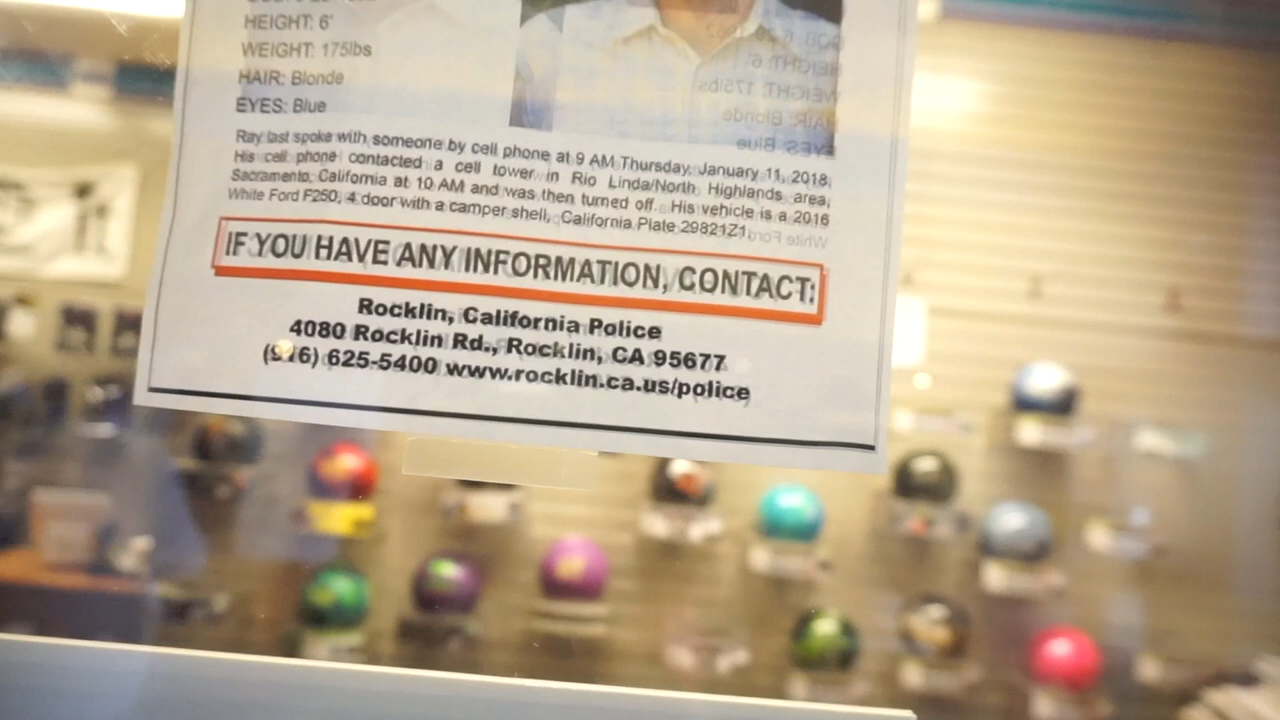 HEIGHT: 6'
WEIGHT: 175lbs
HAIR: Blonde
EYES: Blue
Ray last spoke with someone by cell phone at 9 AM Thursday, January 11, 2018.
His cell phone contacted a cell tower in Rio Linda/North Highlands area,
Sacramento, California at 10 AM and was then turned off. His vehicle is a 2016
White Ford F250, 4 door with a camper shell, California Plate 29821Z1.
IF YOU HAVE ANY INFORMATION, CONTACT:
Rocklin, California Police
4080 Rocklin Rd., Rocklin, CA 95677
(916) 625-5400 www.rocklin.ca.us/police